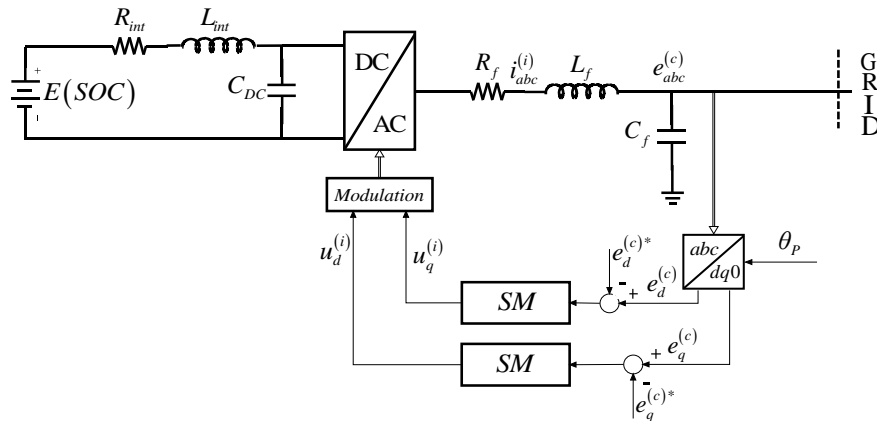 R_int L_int
+
E(SOC)
-
C_DC
DC
AC
R_f i_abc^(i) L_f e_abc^(c)
C_f
GRID
Modulation
u_d^(i) u_q^(i)
e_d^(c)*
abc
dq0
θ_P
SM
- + e_d^(c)
SM
+ e_q^(c)
-
e_q^(c)*